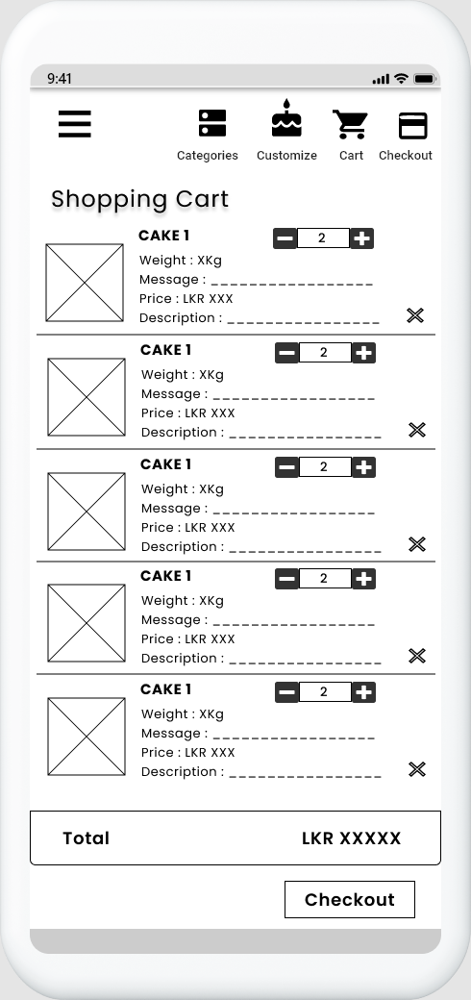 9:41
Categories Customize Cart Checkout
Shopping Cart
CAKE 1 2
Weight : XKg
Message : _________________
Price : LKR XXX
Description : ________________
CAKE 1 2
Weight : XKg
Message : _________________
Price : LKR XXX
Description : ________________
CAKE 1 2
Weight : XKg
Message : _________________
Price : LKR XXX
Description : ________________
CAKE 1 2
Weight : XKg
Message : _________________
Price : LKR XXX
Description : ________________
CAKE 1 2
Weight : XKg
Message : _________________
Price : LKR XXX
Description : ________________
Total LKR XXXXX
Checkout